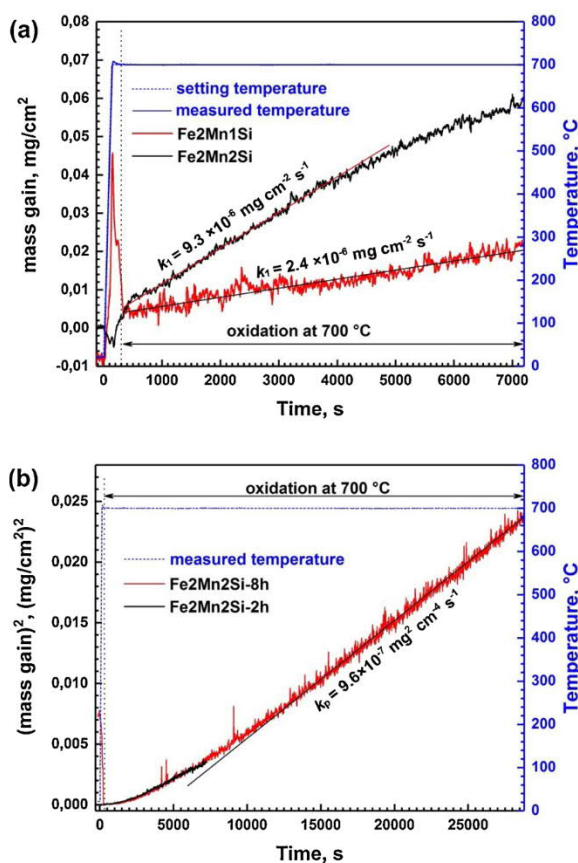 (a)
0,08
0,07
0,06
0,05
0,04
0,03
0,02
0,01
0,00
-0,01
mass gain, mg/cm²
800
700
600
500
400
300
200
100
0
Temperature, °C
setting temperature
measured temperature
Fe2Mn1Si
Fe2Mn2Si
k₁ = 9.3 ×10⁻⁶ mg cm⁻² s⁻¹
k₁ = 2.4 ×10⁻⁶ mg cm⁻² s⁻¹
oxidation at 700 °C
0 1000 2000 3000 4000 5000 6000 7000
Time, s
(b)
0,025
0,020
0,015
0,010
0,005
0,000
(mass gain)², (mg/cm²)²
800
700
600
500
400
300
200
100
0
Temperature, °C
oxidation at 700 °C
measured temperature
Fe2Mn2Si-8h
Fe2Mn2Si-2h
kₚ = 9.6×10⁻⁷ mg² cm⁻⁴ s⁻¹
0 5000 10000 15000 20000 25000
Time, s